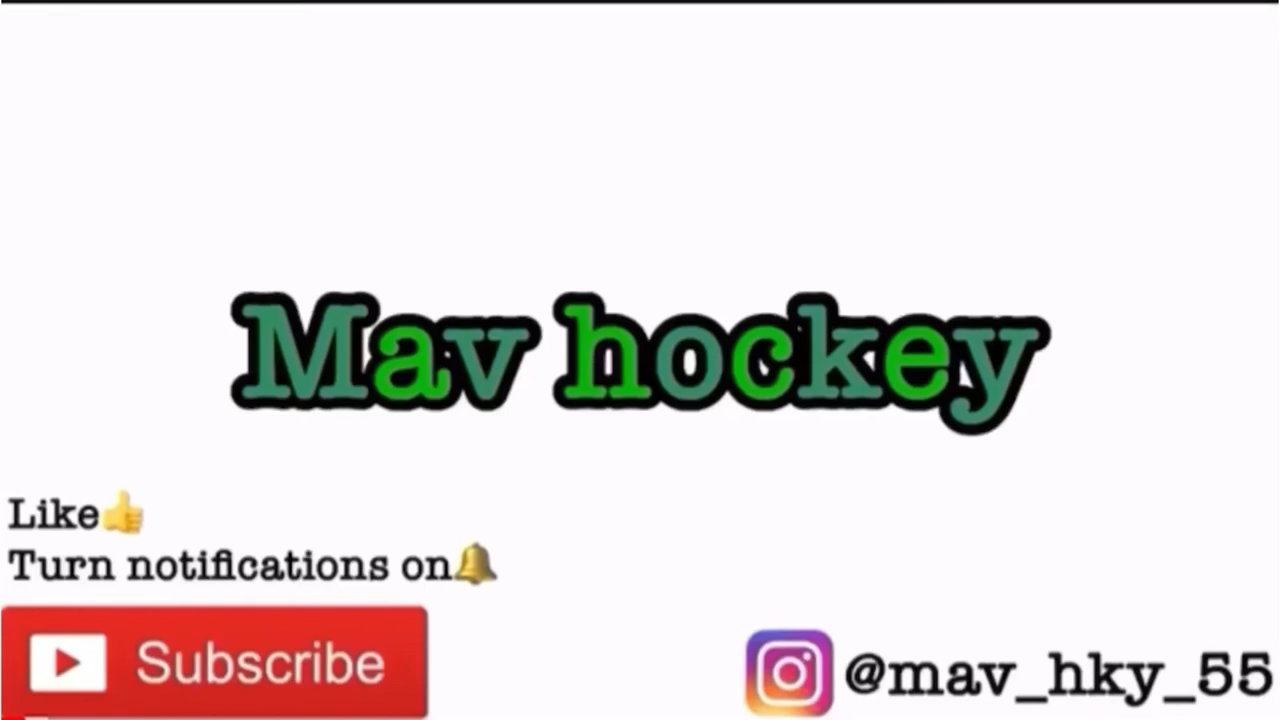 Mav hockey
Like👍
Turn notifications on🔔
Subscribe
@mav_hky_55